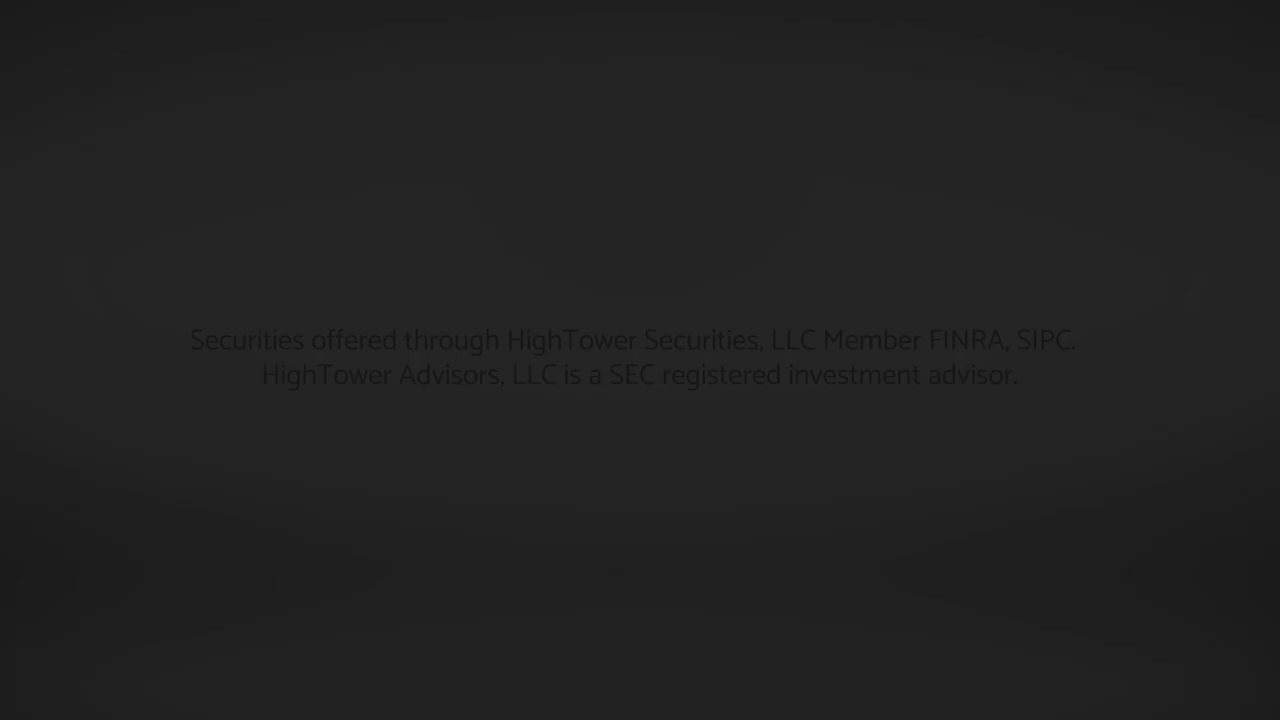 Securities offered through HighTower Securities, LLC Member FINRA, SIPC.
HighTower Advisors, LLC is a SEC registered investment advisor.